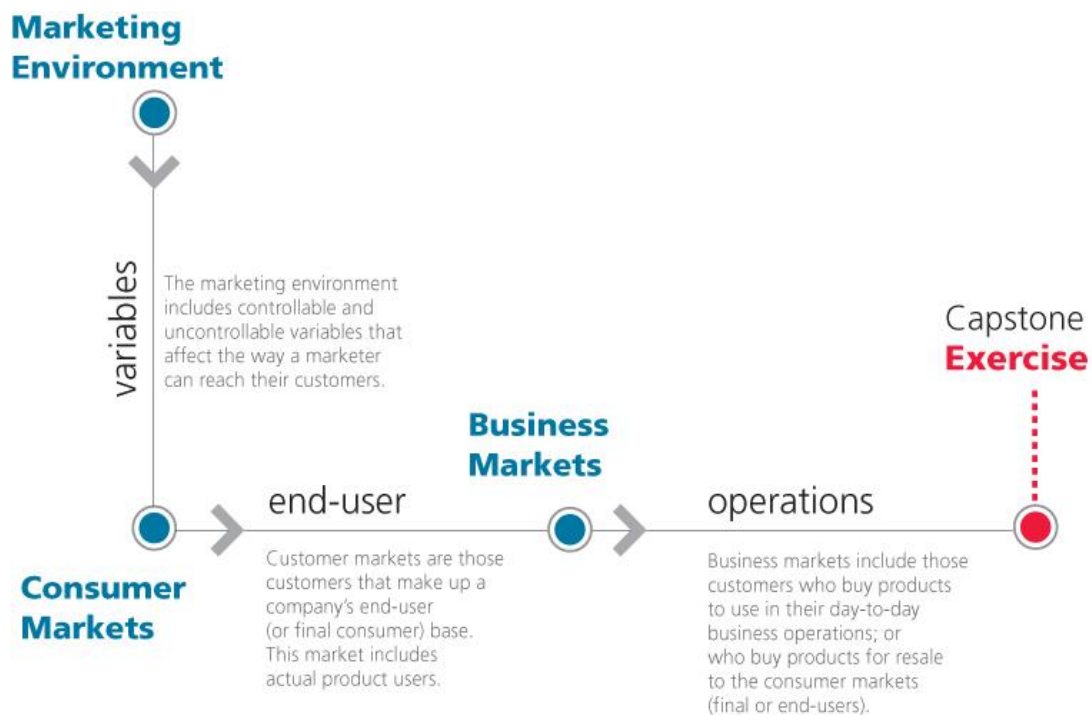 Marketing
Environment
variables
The marketing environment
includes controllable and
uncontrollable variables that
affect the way a marketer
can reach their customers.
Consumer
Markets
end-user
Customer markets are those
customers that make up a
company's end-user
(or final consumer) base.
This market includes
actual product users.
Business
Markets
operations
Business markets include those
customers who buy products
to use in their day-to-day
business operations; or
who buy products for resale
to the consumer markets
(final or end-users).
Capstone
Exercise